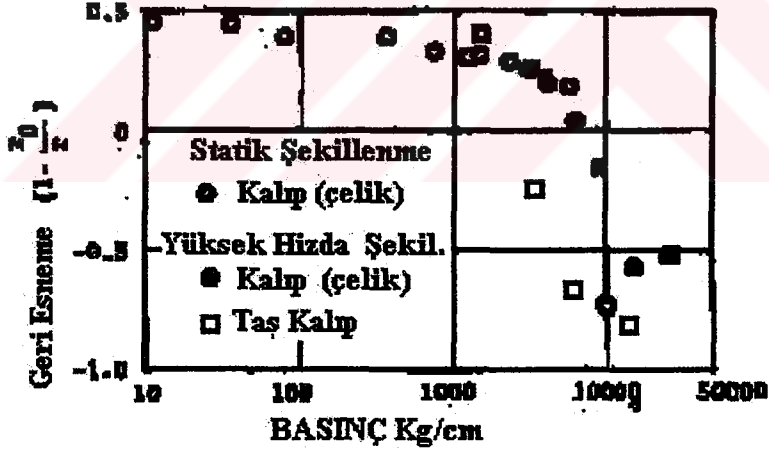 0.5
0
-0.5
-1.0
Geri Esneme
Statik Şekillenme
Kalıp (çelik)
Yüksek Hizda Şekil.
Kalıp (çelik)
Taş Kalıp
10 100 1000 10000 50000
BASINÇ Kg/cm